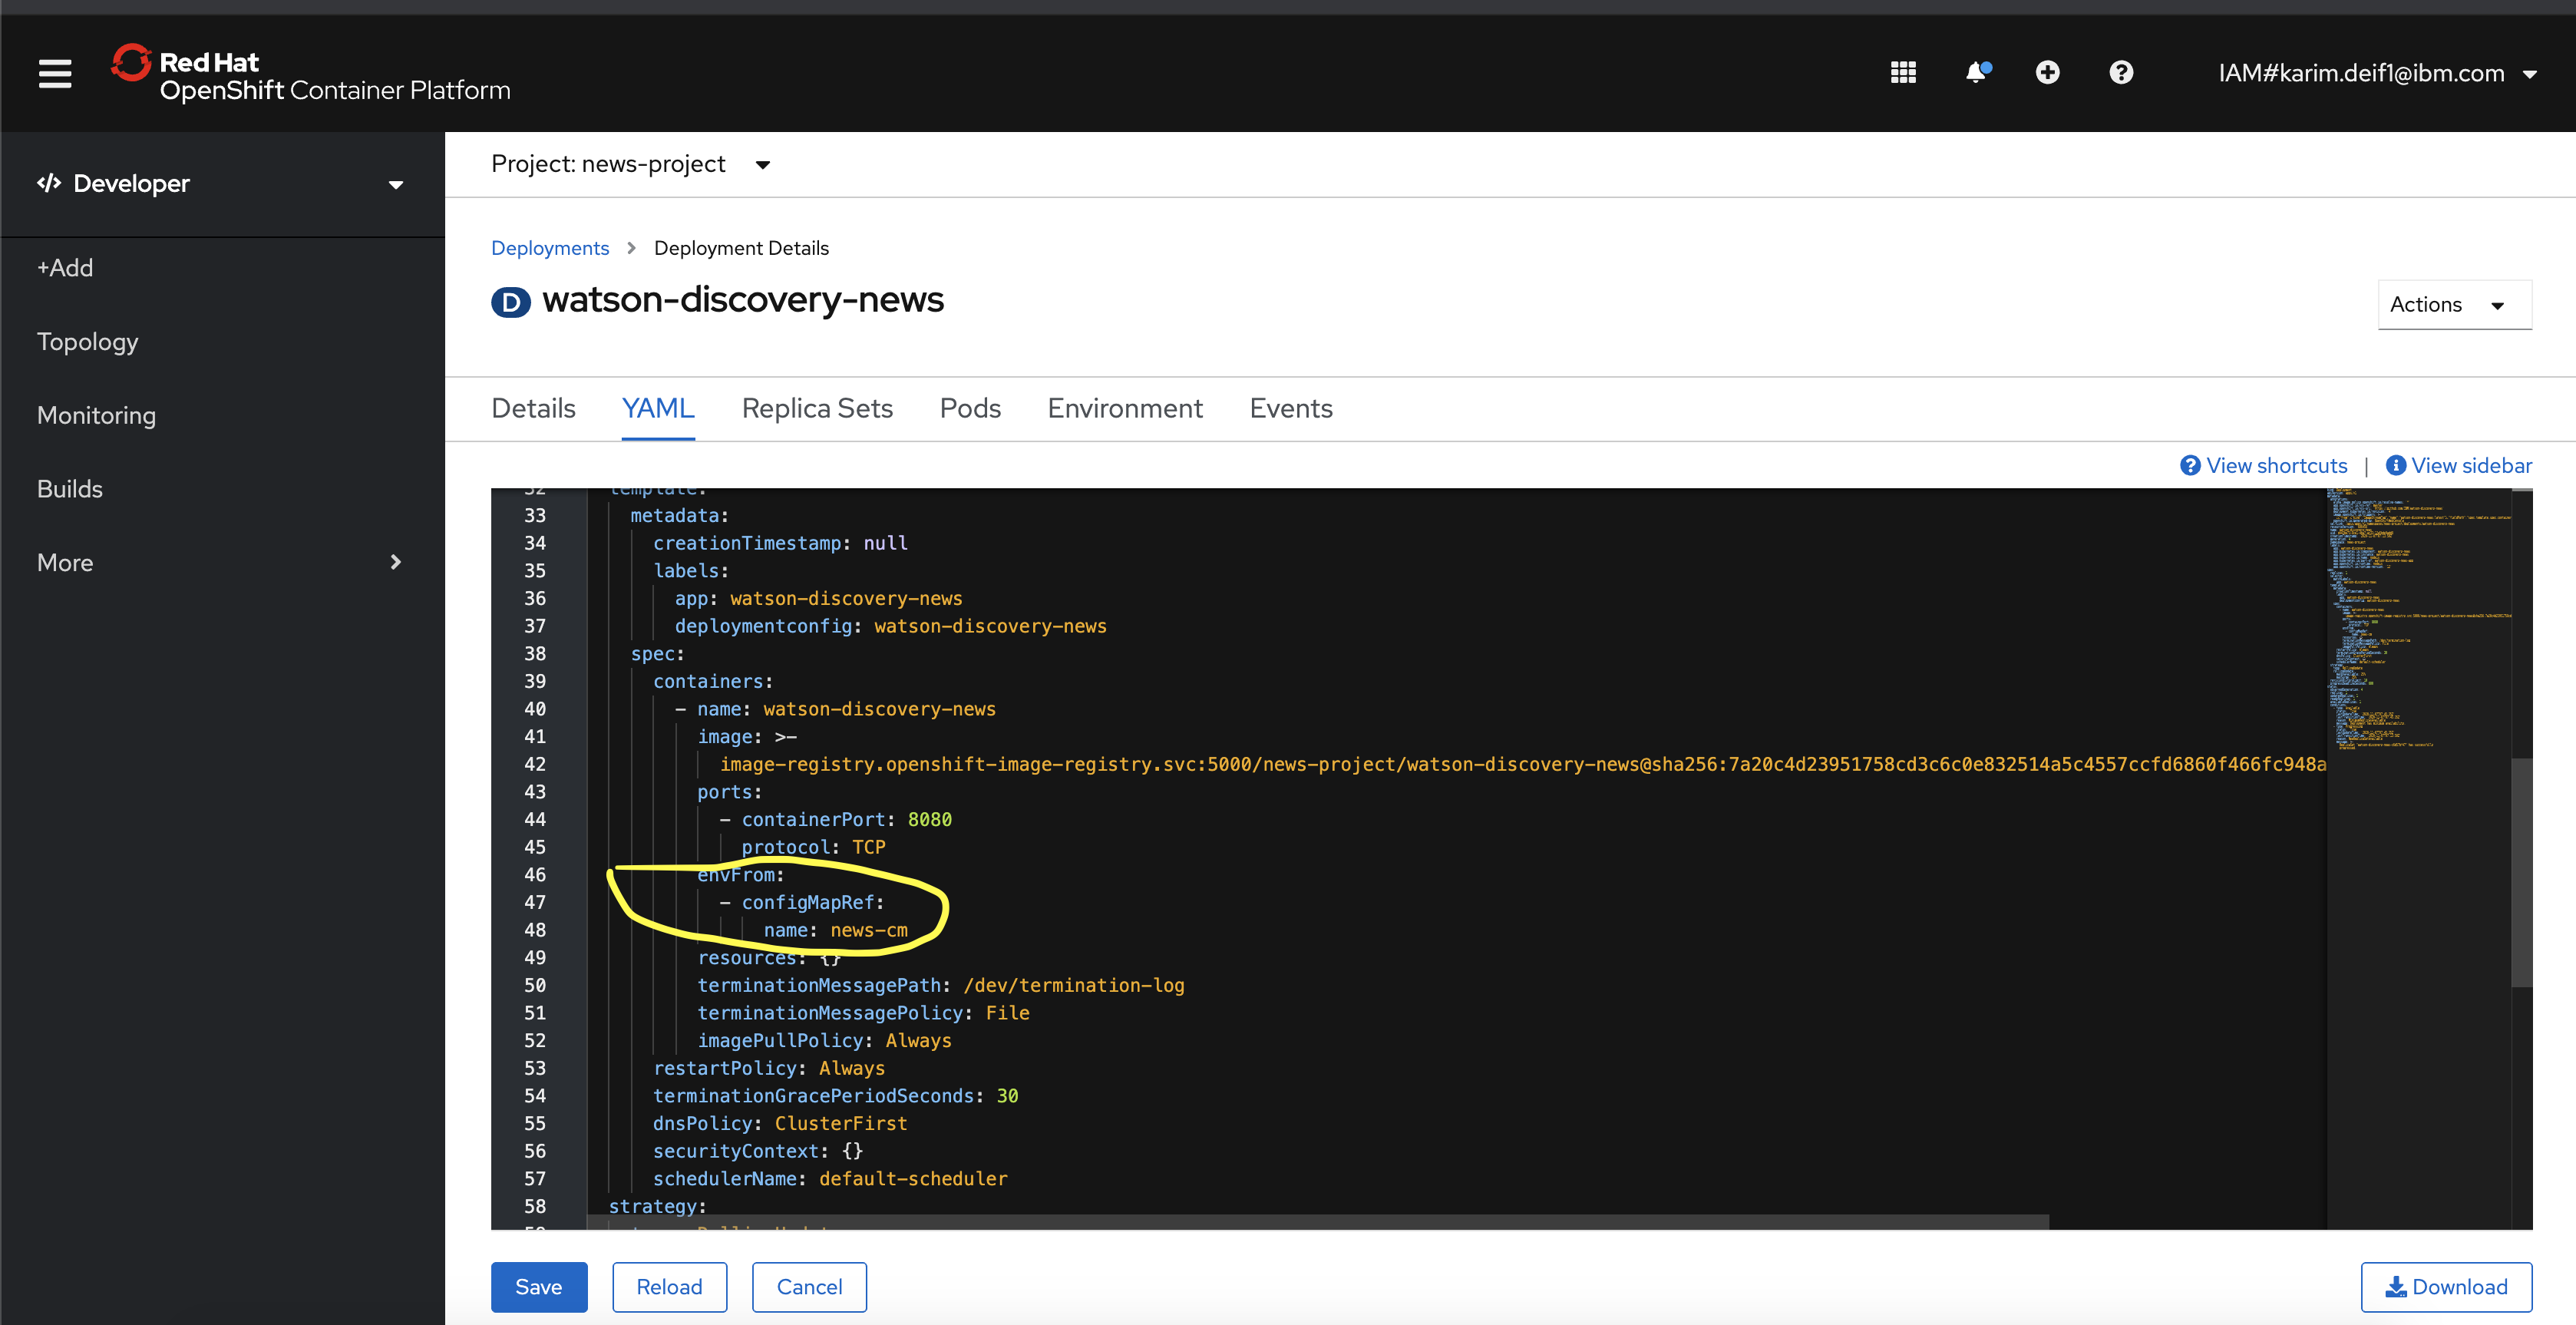 Red Hat
OpenShift Container Platform
IAM#karim.deif1@ibm.com
Developer
+Add
Topology
Monitoring
Builds
More
Project: news-project
Deployments > Deployment Details
D watson-discovery-news
Actions
Details YAML Replica Sets Pods Environment Events
View shortcuts | View sidebar
32 template:
33 metadata:
34 creationTimestamp: null
35 labels:
36 app: watson-discovery-news
37 deploymentconfig: watson-discovery-news
38 spec:
39 containers:
40 - name: watson-discovery-news
41 image: >-
42 image-registry.openshift-image-registry.svc:5000/news-project/watson-discovery-news@sha256:7a20c4d23951758cd3c6c0e832514a5c4557ccfd6860f466fc948a
43 ports:
44 - containerPort: 8080
45 protocol: TCP
46 envFrom:
47 - configMapRef:
48 name: news-cm
49 resources: {}
50 terminationMessagePath: /dev/termination-log
51 terminationMessagePolicy: File
52 imagePullPolicy: Always
53 restartPolicy: Always
54 terminationGracePeriodSeconds: 30
55 dnsPolicy: ClusterFirst
56 securityContext: {}
57 schedulerName: default-scheduler
58 strategy:
Save Reload Cancel Download